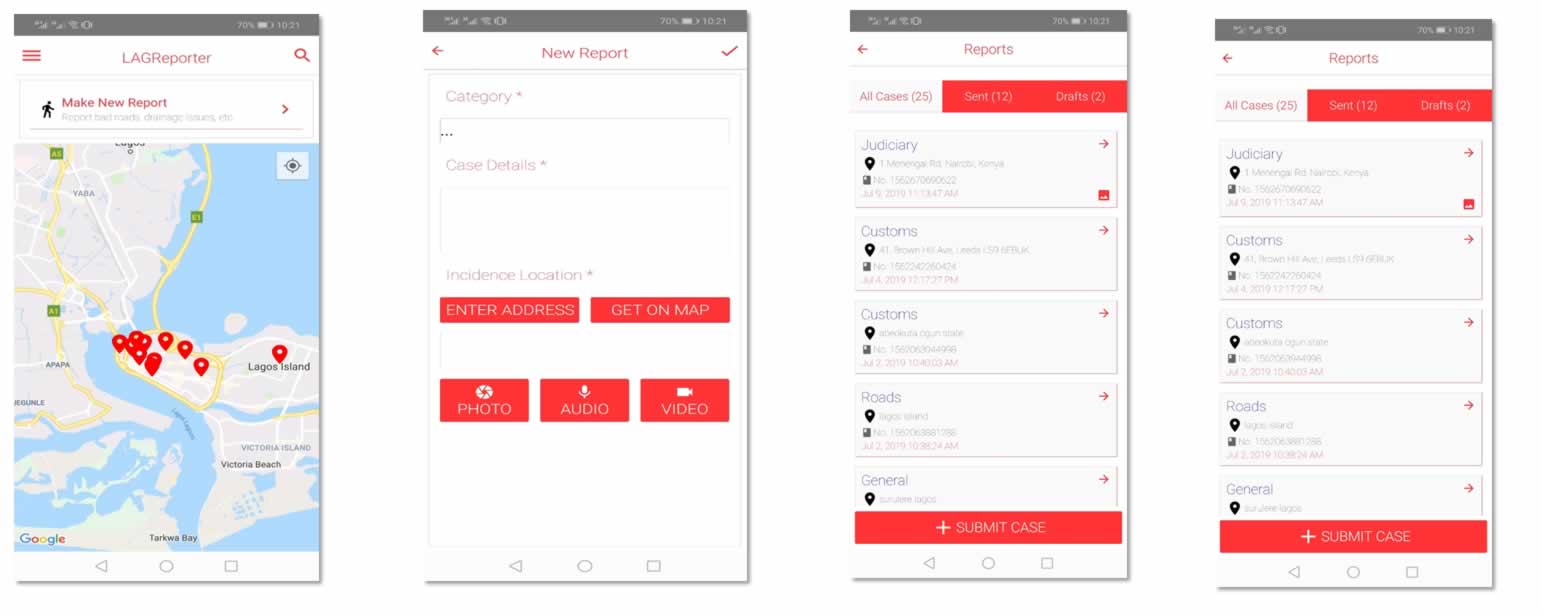 70% 10:21
LAGReporter
Make New Report
Report bad roads, drainage issues, etc
Lagos
A5
YABA
E1
A1
APAPA
JEGUNLE
Lagos Island
Lagos Lagoon
VICTORIA ISLAND
Victoria Beach
Google
Tarkwa Bay
70% 10:21
New Report
Category *
...
Case Details *
Incidence Location *
ENTER ADDRESS GET ON MAP
PHOTO AUDIO VIDEO
70% 10:21
Reports
All Cases (25) Sent (12) Drafts (2)
Judiciary
1 Menengai Rd, Nairobi, Kenya
No. 1562670690622
Jul 9, 2019 11:13:47 AM
Customs
41, Brown Hill Ave, Leeds LS9 6EBUK
No. 1562242260424
Jul 4, 2019 12:17:27 PM
Customs
abeokuta ogun state
No. 1562063944998
Jul 2, 2019 10:40:03 AM
Roads
lagos island
No. 1562063881288
Jul 2, 2019 10:38:24 AM
General
surulere lagos
+ SUBMIT CASE
70% 10:21
Reports
All Cases (25) Sent (12) Drafts (2)
Judiciary
1 Menengai Rd, Nairobi, Kenya
No. 1562670690622
Jul 9, 2019 11:13:47 AM
Customs
41, Brown Hill Ave, Leeds LS9 6EBUK
No. 1562242260424
Jul 4, 2019 12:17:27 PM
Customs
abeokuta ogun state
No. 1562063944998
Jul 2, 2019 10:40:03 AM
Roads
lagos island
No. 1562063881288
Jul 2, 2019 10:38:24 AM
General
surulere lagos
+ SUBMIT CASE